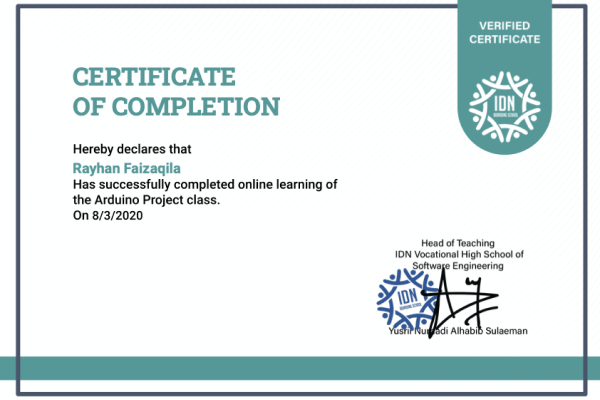 VERIFIED
CERTIFICATE
IDN
BOARDING SCHOOL
CERTIFICATE
OF COMPLETION
Hereby declares that
Rayhan Faizaqila
Has successfully completed online learning of
the Arduino Project class.
On 8/3/2020
Head of Teaching
IDN Vocational High School of
Software Engineering
IDN
BOARDING SCHOOL
Yusril Alhabib Sulaeman